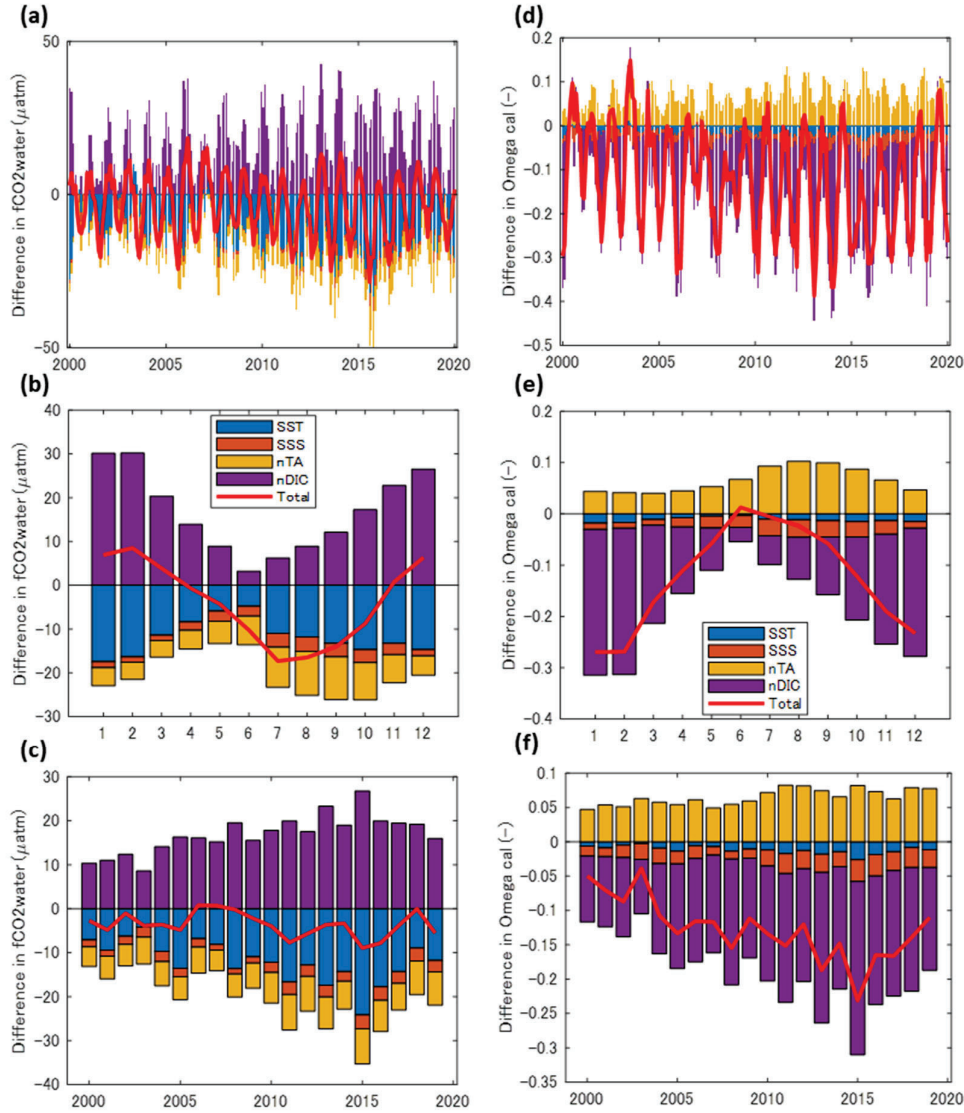 (a)
Difference in fCO2water (μatm)
50
0
−50
2000 2005 2010 2015 2020
(d)
Difference in Omega cal (−)
0.2
0.1
0
−0.1
−0.2
−0.3
−0.4
−0.5
2000 2005 2010 2015 2020
(b)
Difference in fCO2water (μatm)
40
30
20
10
0
−10
−20
−30
1 2 3 4 5 6 7 8 9 10 11 12
SST
SSS
nTA
nDIC
Total
(e)
Difference in Omega cal (−)
0.2
0.1
0
−0.1
−0.2
−0.3
−0.4
1 2 3 4 5 6 7 8 9 10 11 12
SST
SSS
nTA
nDIC
Total
(c)
Difference in fCO2water (μatm)
30
20
10
0
−10
−20
−30
−40
2000 2005 2010 2015 2020
(f)
Difference in Omega cal (−)
0.1
0.05
0
−0.05
−0.1
−0.15
−0.2
−0.25
−0.3
−0.35
2000 2005 2010 2015 2020